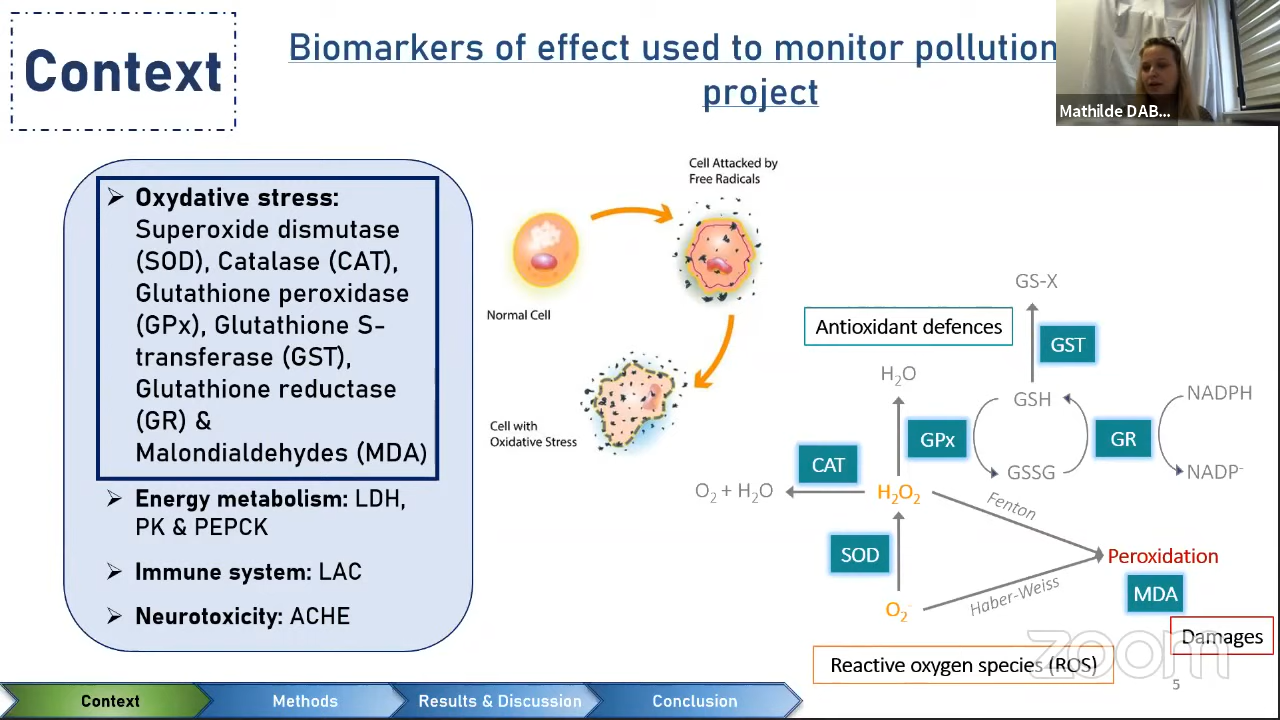 Context
Biomarkers of effect used to monitor pollution
project
Mathilde DAB...
➢ Oxydative stress:
Superoxide dismutase
(SOD), Catalase (CAT),
Glutathione peroxidase
(GPx), Glutathione S-
transferase (GST),
Glutathione reductase
(GR) &
Malondialdehydes (MDA)
➢ Energy metabolism: LDH,
PK & PEPCK
➢ Immune system: LAC
➢ Neurotoxicity: ACHE
Cell Attacked by
Free Radicals
Normal Cell
Cell with
Oxidative Stress
Antioxidant defences
GS-X
GST
H₂O
GSH
NADPH
GPx
GR
CAT
GSSG
NADP⁻
O₂ + H₂O
H₂O₂
Fenton
SOD
Peroxidation
MDA
Haber-Weiss
O₂⁻
Damages
Reactive oxygen species (ROS)
zoom
5
Context
Methods
Results & Discussion
Conclusion